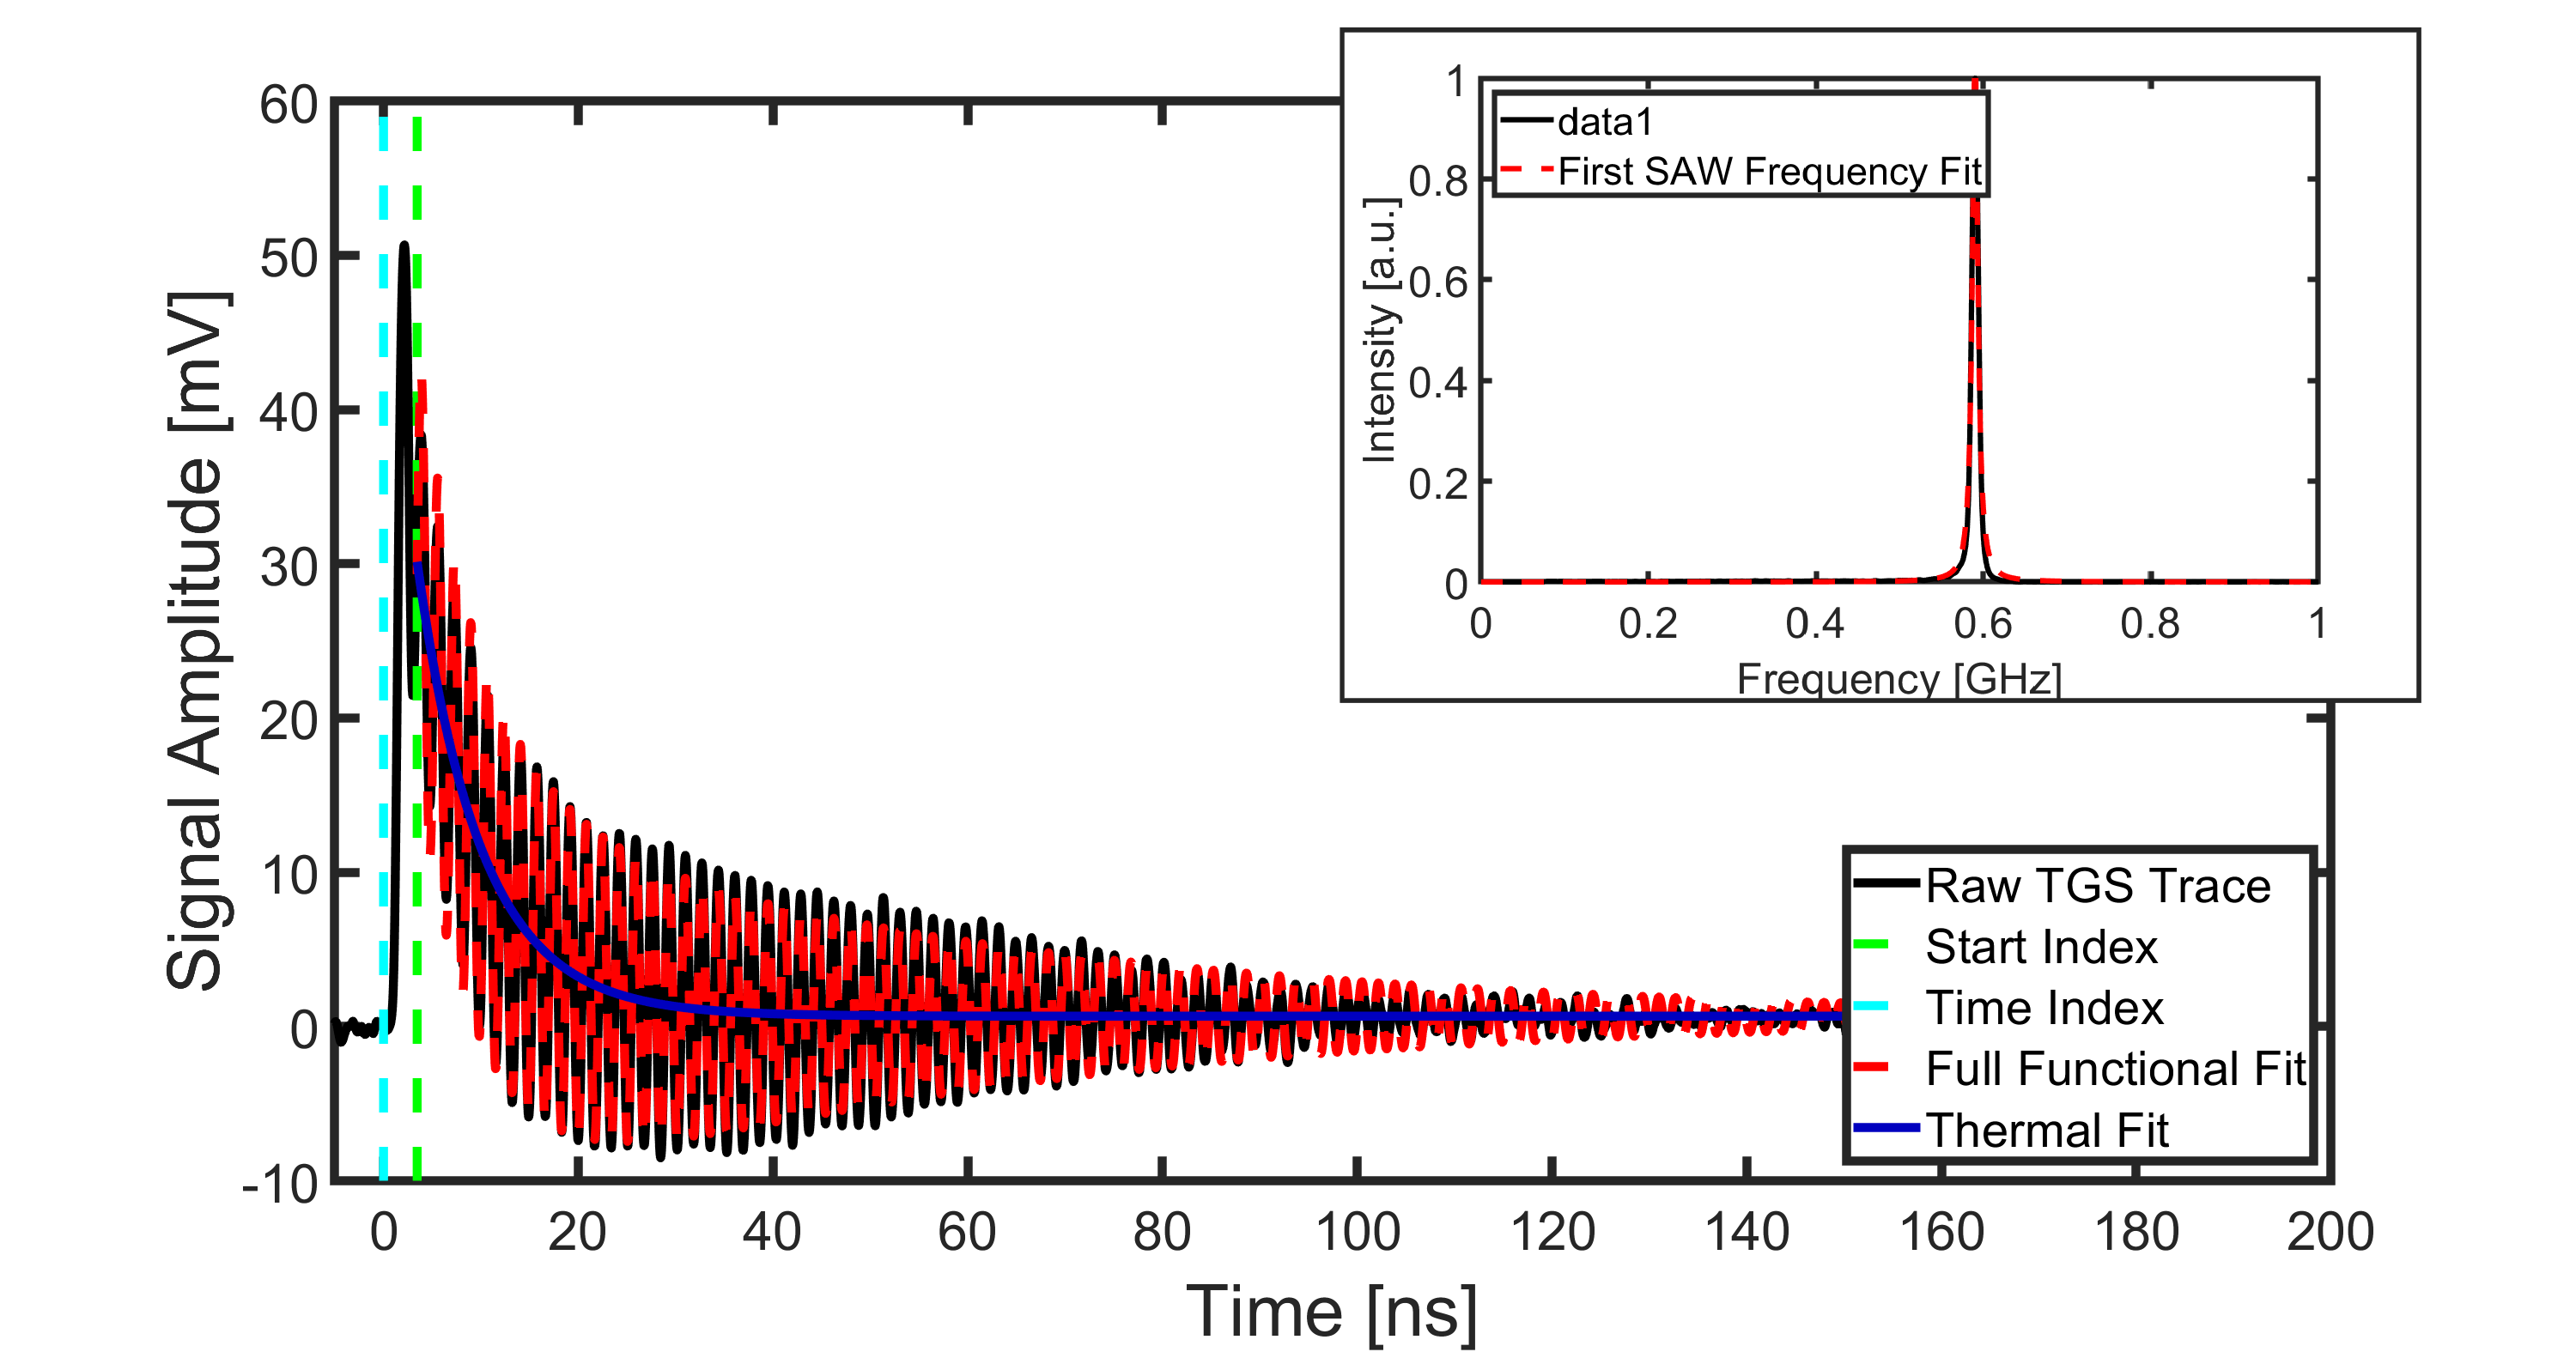 Signal Amplitude [mV]
60
50
40
30
20
10
0
-10
0 20 40 60 80 100 120 140 160 180 200
Time [ns]
Intensity [a.u.]
1
0.8
0.6
0.4
0.2
0
data1
First SAW Frequency Fit
0 0.2 0.4 0.6 0.8 1
Frequency [GHz]
Raw TGS Trace
Start Index
Time Index
Full Functional Fit
Thermal Fit